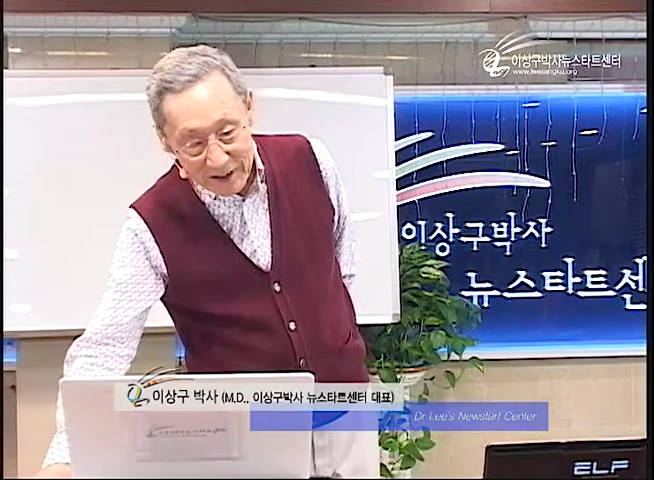 이상구박사뉴스타트센터
www.leesangku.org
이상구박사
뉴스타트센
이상구 박사 (M.D., 이상구박사 뉴스타트센터 대표)
Dr Lee's Newstart Center
ELF